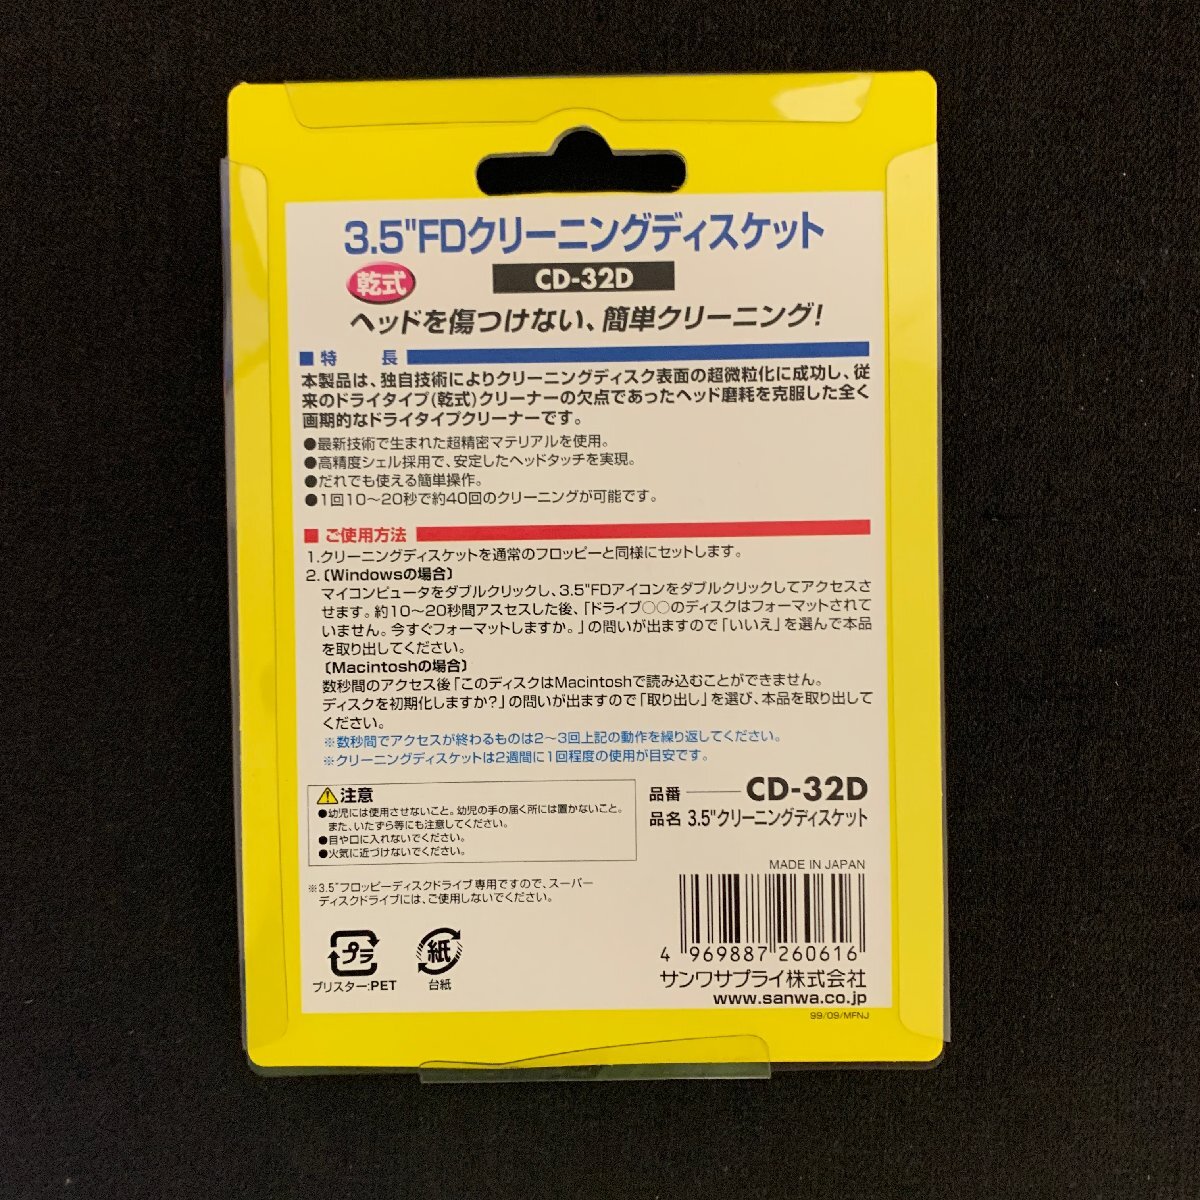 3.5"FDクリーニングディスケット
乾式
CD-32D
ヘッドを傷つけない、簡単クリーニング!
■特 長
本製品は、独自技術によりクリーニングディスク表面の超微粒化に成功し、従
来のドライタイプ(乾式)クリーナーの欠点であったヘッド磨耗を克服した全く
画期的なドライタイプクリーナーです。
●最新技術で生まれた超精密マテリアルを使用。
●高精度シェル採用で、安定したヘッドタッチを実現。
●だれでも使える簡単操作。
●1回10〜20秒で約40回のクリーニングが可能です。
■ご使用方法
1.クリーニングディスケットを通常のフロッピーと同様にセットします。
2.〔Windowsの場合〕
マイコンピュータをダブルクリックし、3.5"FDアイコンをダブルクリックしてアクセスさ
せます。約10〜20秒間アスセスした後、「ドライブ○○のディスクはフォーマットされて
いません。今すぐフォーマットしますか。」の問いが出ますので「いいえ」を選んで本品
を取り出してください。
〔Macintoshの場合〕
数秒間のアクセス後「このディスクはMacintoshで読み込むことができません。
ディスクを初期化しますか?」の問いが出ますので「取り出し」を選び、本品を取り出して
ください。
※数秒間でアクセスが終わるものは2〜3回上記の動作を繰り返してください。
※クリーニングディスケットは2週間に1回程度の使用が目安です。
注意
●幼児には使用させないこと。幼児の手の届く所には置かないこと。
また、いたずら等にも注意してください。
●目や口に入れないでください。
●火気に近づけないでください。
品番 CD-32D
品名 3.5"クリーニングディスケット
※3.5"フロッピーディスクドライブ専用ですので、スーパー
ディスクドライブには、ご使用しないでください。
MADE IN JAPAN
4 969887 260616
プラ
ブリスター:PET
紙
台紙
サンワサプライ株式会社
www.sanwa.co.jp
99/09/MFNJ